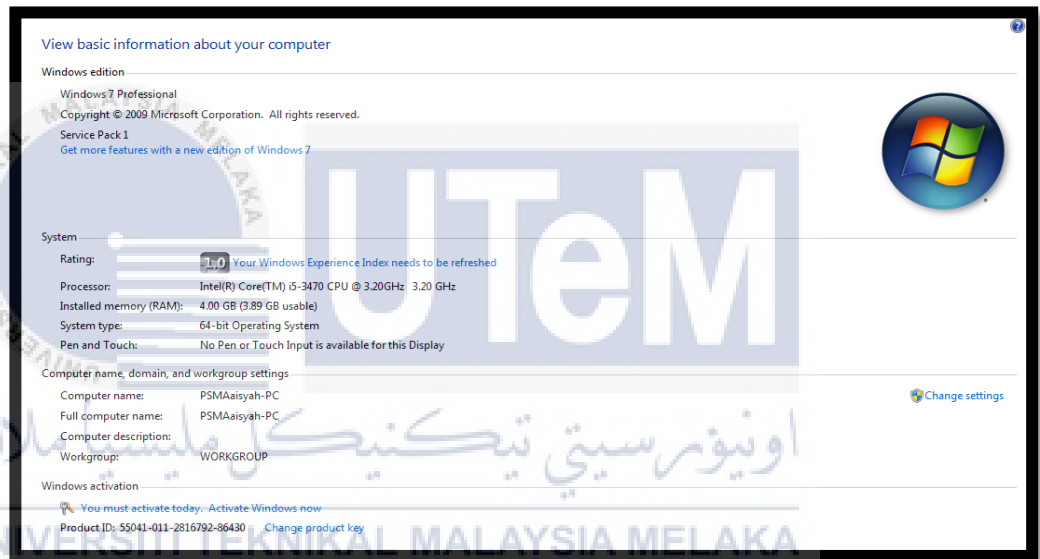 View basic information about your computer
Windows edition
Windows 7 Professional
Copyright © 2009 Microsoft Corporation. All rights reserved.
Service Pack 1
Get more features with a new edition of Windows 7
UTeM
MALAYSIA MELAKA
System
Rating: 1,0 Your Windows Experience Index needs to be refreshed
Processor: Intel(R) Core(TM) i5-3470 CPU @ 3.20GHz 3.20 GHz
Installed memory (RAM): 4.00 GB (3.89 GB usable)
System type: 64-bit Operating System
Pen and Touch: No Pen or Touch Input is available for this Display
Computer name, domain, and workgroup settings
Computer name: PSMAaisyah-PC
Change settings
Full computer name: PSMAaisyah-PC
Computer description:
Workgroup: WORKGROUP
اونيۏرسيتي تيكنيكل مليسيا ملا
Windows activation
You must activate today. Activate Windows now
Product ID: 55041-011-2816792-86430 Change product key
NIVERSITI TEKNIKAL MALAYSIA MELAKA